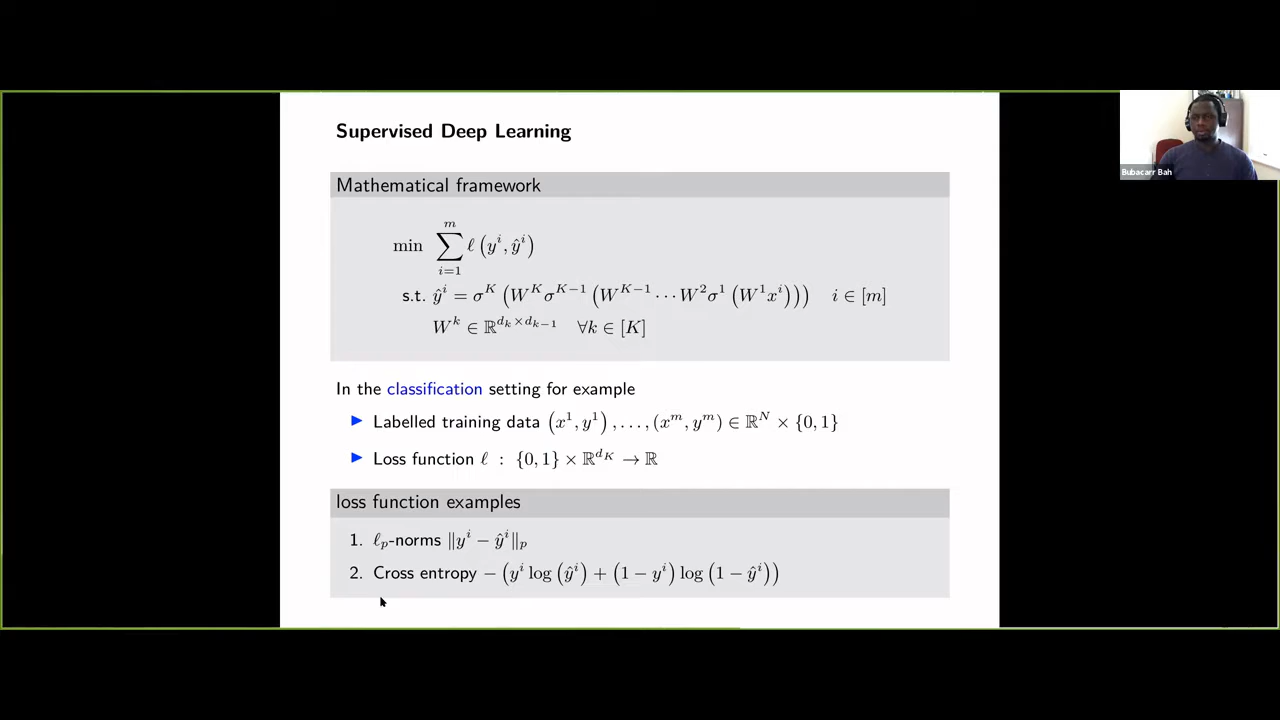 Supervised Deep Learning
Mathematical framework
min ∑_{i=1}^{m} ℓ (y^i, ŷ^i)
s.t. ŷ^i = σ^K (W^K σ^{K−1} (W^{K−1} ⋯ W^2 σ^1 (W^1 x^i))) i ∈ [m]
W^k ∈ ℝ^{d_k×d_{k−1}} ∀k ∈ [K]
In the classification setting for example
▶ Labelled training data (x^1, y^1), …, (x^m, y^m) ∈ ℝ^N × {0, 1}
▶ Loss function ℓ : {0, 1} × ℝ^{d_K} → ℝ
loss function examples
1. ℓ_p-norms ‖y^i − ŷ^i‖_p
2. Cross entropy − (y^i log (ŷ^i) + (1 − y^i) log (1 − ŷ^i))
Bubacarr Bah